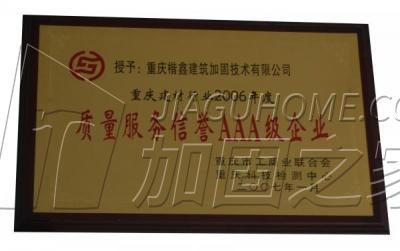 授予：重庆楷鑫建筑加固技术有限公司
重庆建材行业2006年度
质量服务信誉AAA级企业
重庆市工商业联合会
重庆科技检测中心
二〇〇七年一月
JIAGUHOME.COM
加固之家